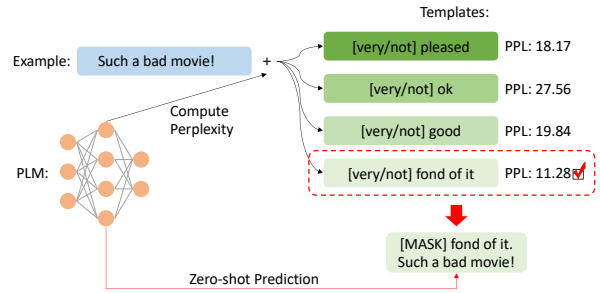 Templates:
Example:
Such a bad movie!
+
[very/not] pleased
PPL: 18.17
[very/not] ok
PPL: 27.56
Compute
Perplexity
[very/not] good
PPL: 19.84
PLM:
[very/not] fond of it
PPL: 11.28
[MASK] fond of it.
Such a bad movie!
Zero-shot Prediction